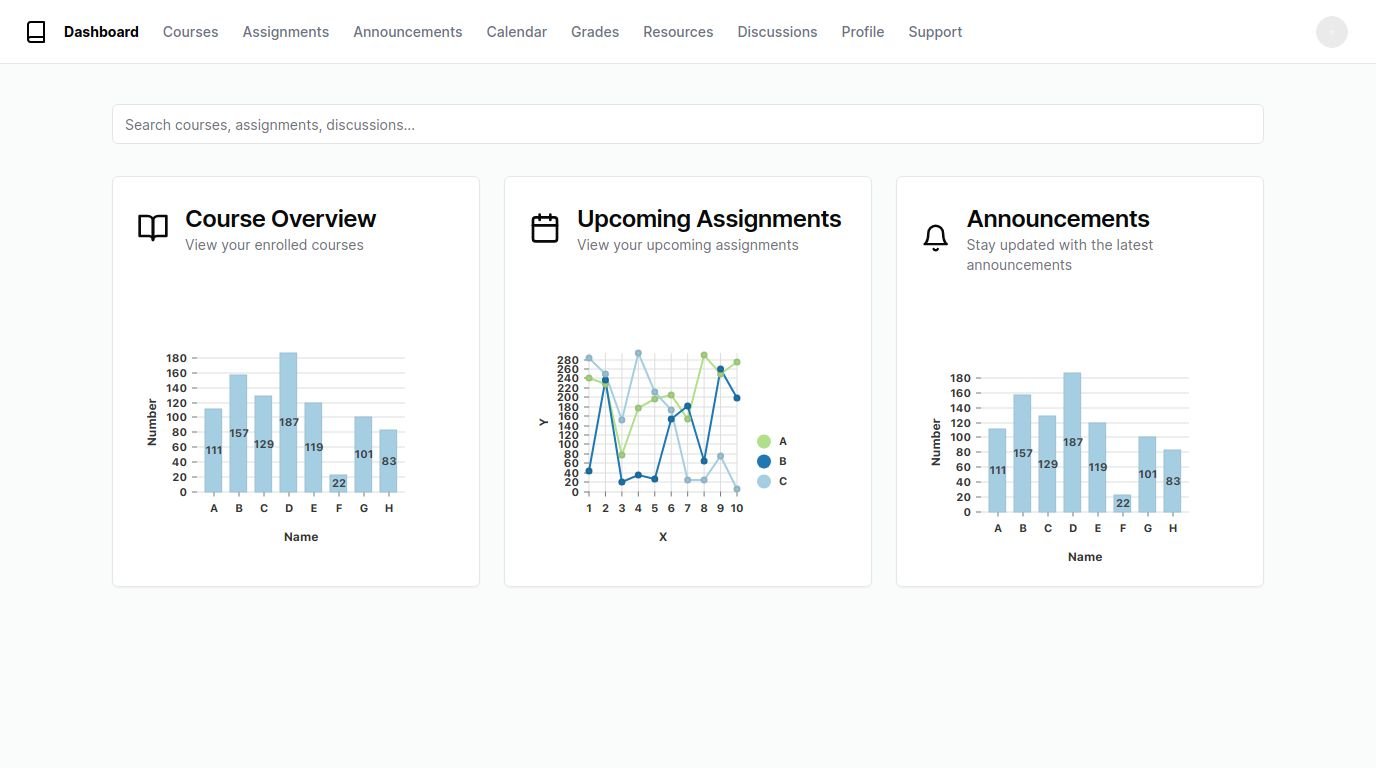 Dashboard Courses Assignments Announcements Calendar Grades Resources Discussions Profile Support
Search courses, assignments, discussions...
Course Overview
View your enrolled courses
180
160
140
120
100
80
60
40
20
0
Number
111
157
129
187
119
22
101
83
A B C D E F G H
Name
Upcoming Assignments
View your upcoming assignments
280
260
240
220
200
180
160
140
120
100
80
60
40
20
0
Y
1 2 3 4 5 6 7 8 9 10
X
A
B
C
Announcements
Stay updated with the latest
announcements
180
160
140
120
100
80
60
40
20
0
Number
111
157
129
187
119
22
101
83
A B C D E F G H
Name